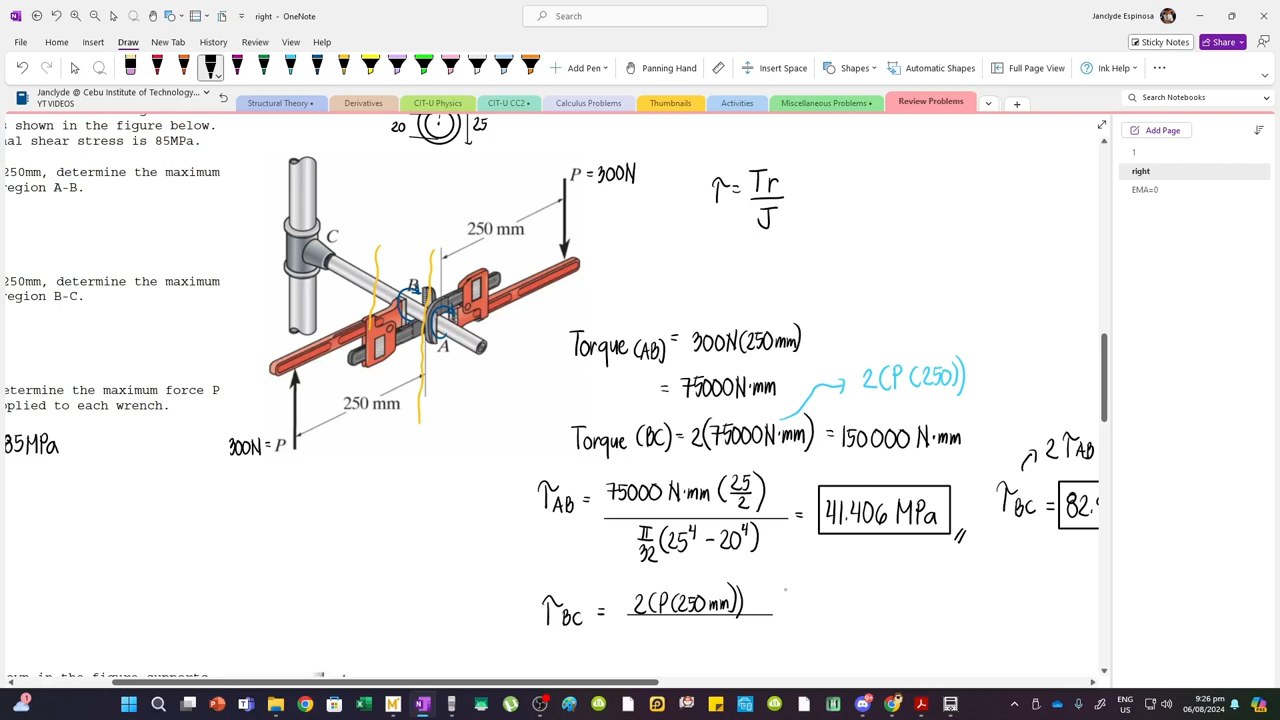 right - OneNote
Search
Janclyde Espinosa
File Home Insert Draw New Tab History Review View Help
Sticky Notes
Share
Add Pen
Panning Hand
Insert Space
Shapes
Automatic Shapes
Full Page View
Ink Help
Janclyde @ Cebu Institute of Technology...
YT VIDEOS
Structural Theory
Derivatives
CIT-U Physics
CIT-U CC2
Calculus Problems
Thumbnails
Activities
Miscellaneous Problems
Review Problems
Search Notebooks
Add Page
1
right
EMA=0
s shown in the figure below.
al shear stress is 85MPa.
250mm, determine the maximum
region A-B.
250mm, determine the maximum
region B-C.
etermine the maximum force P
pplied to each wrench.
85MPa
20
25
P = 300N
250 mm
C
B
A
250 mm
300N = P
τ = Tr
J
Torque (AB) = 300N(250mm)
= 75000N·mm
2(P(250))
Torque (BC) = 2(75000N·mm) = 150000 N·mm
τAB = 75000 N·mm (25/2)
π/32 (25⁴ - 20⁴)
= 41.406 MPa //
2 τAB
τBC = 82.
τBC = 2(P(250mm))
ENG
US
9:26 pm
06/08/2024